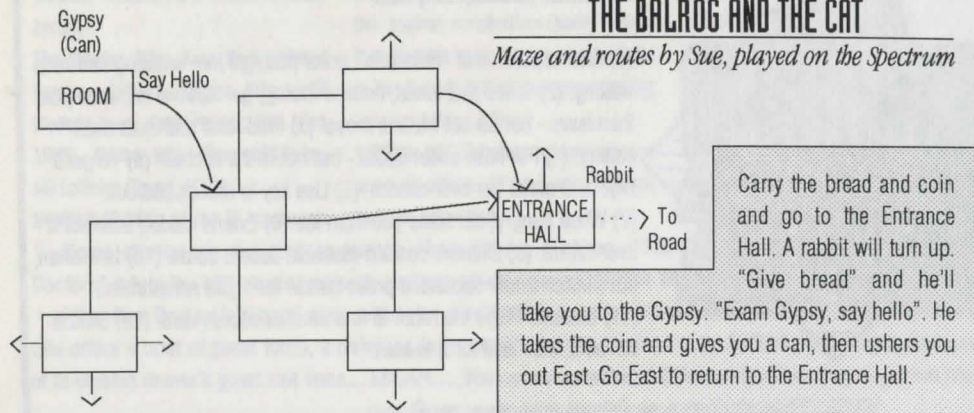 THE BALROG AND THE CAT
Maze and routes by Sue, played on the Spectrum
Gypsy
(Can)
ROOM
Say Hello
Rabbit
ENTRANCE
HALL
To
Road
Carry the bread and coin
and go to the Entrance
Hall. A rabbit will turn up.
“Give bread” and he’ll
take you to the Gypsy. “Exam Gypsy, say hello”. He
takes the coin and gives you a can, then ushers you
out East. Go East to return to the Entrance Hall.